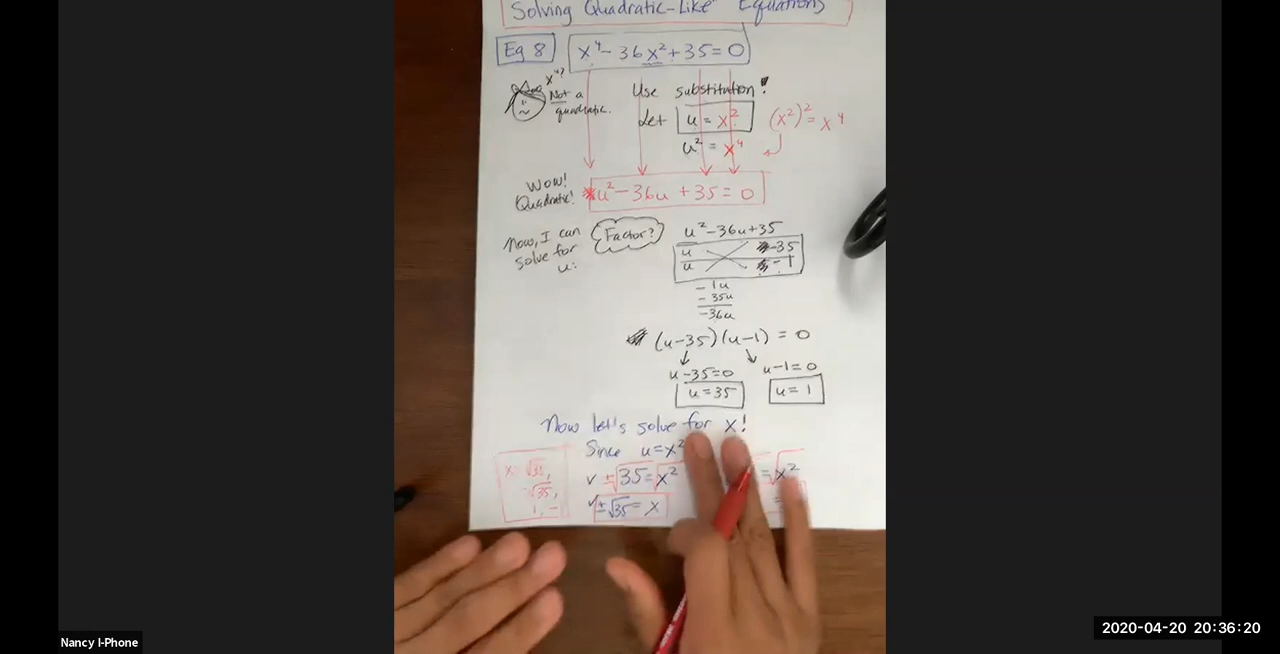 Solving Quadratic-Like Equations
Eg 8
x⁴-36x²+35=0
x⁴?
Not a
quadratic.
Use substitution!
Let u = x²
(x²)² = x⁴
u² = x⁴
Wow!
Quadratic!
u²-36u+35=0
Now, I can
solve for
u:
Factor?
u²-36u+35
u -35
u -1
-1u
-35u
-36u
(u-35)(u-1) = 0
u-35=0
u-1=0
u=35
u=1
Now let's solve for x!
Since u=x²
±√35=√x²
=√x²
±√35=x
x: √35,
-√35,
1, -
Nancy I-Phone
2020-04-20 20:36:20